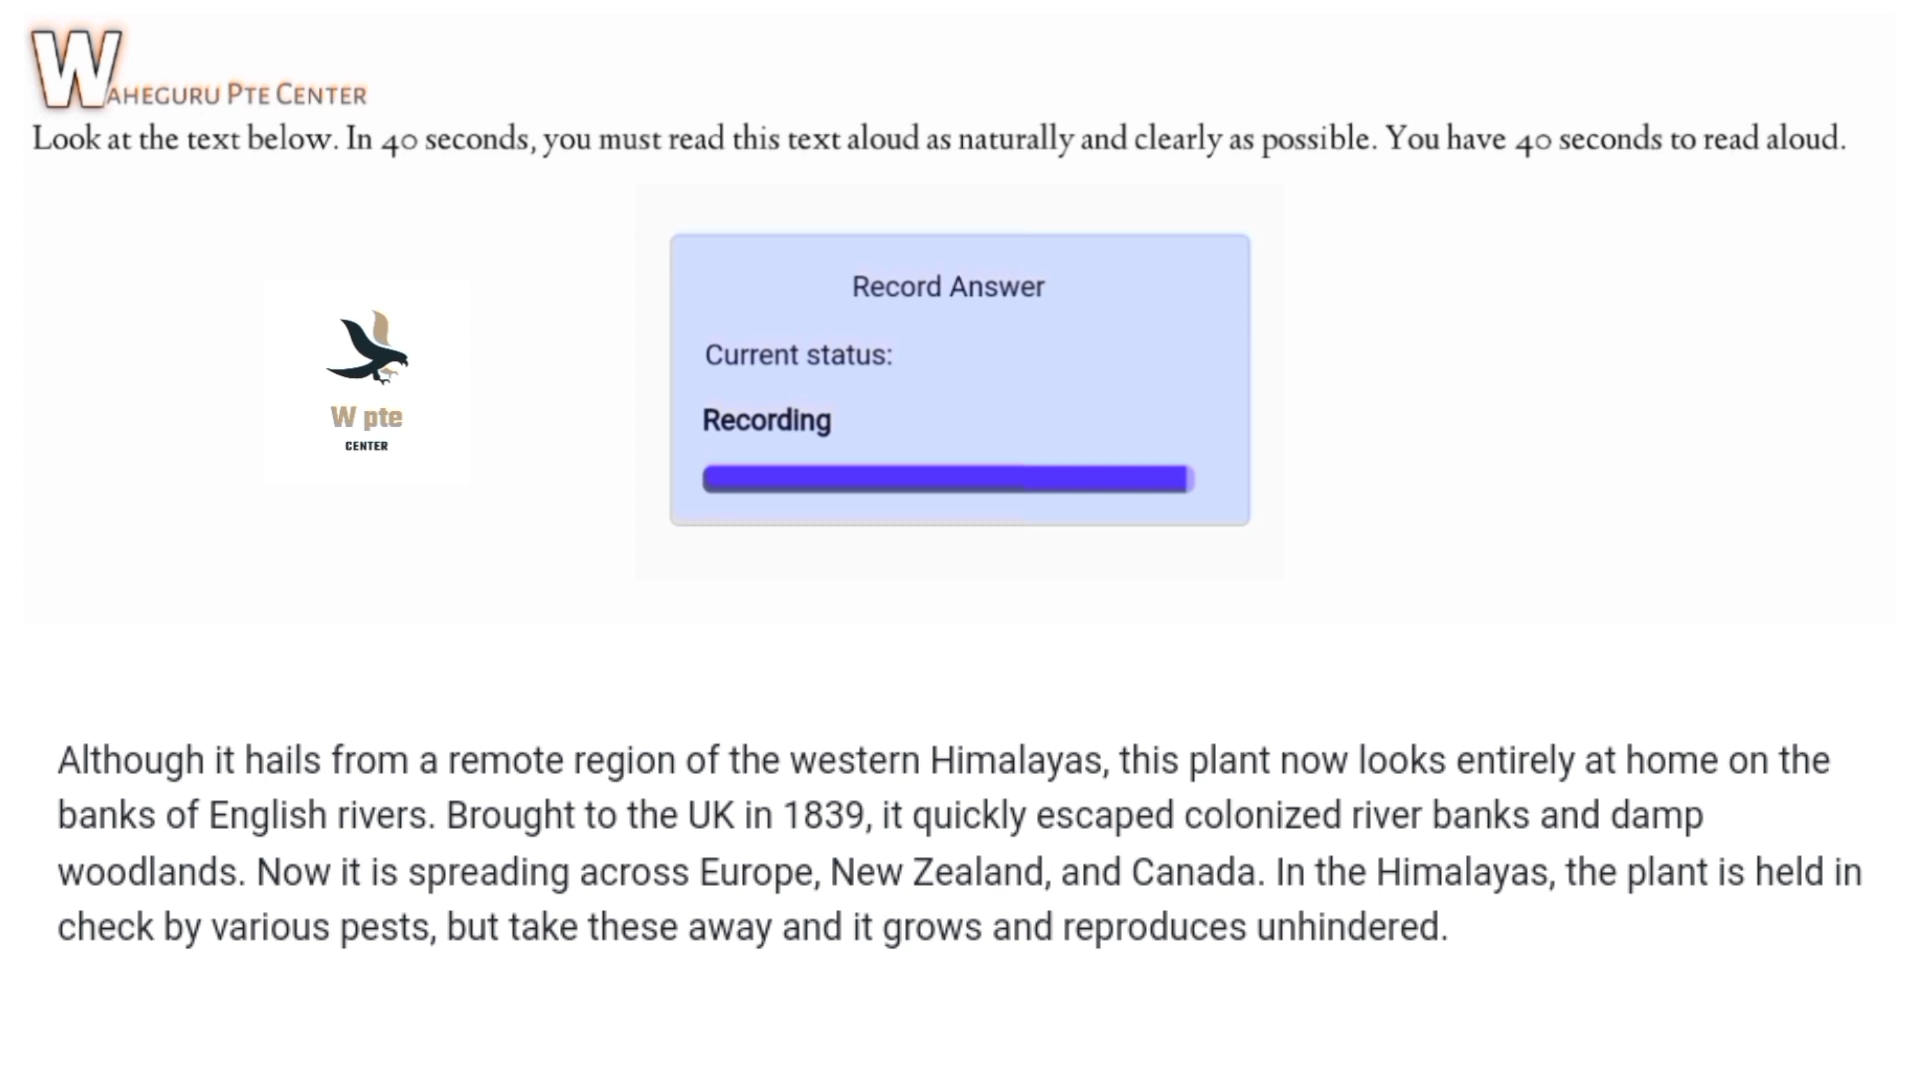 WAHEGURU PTE CENTER
Look at the text below. In 40 seconds, you must read this text aloud as naturally and clearly as possible. You have 40 seconds to read aloud.
Record Answer
Current status:
Recording
W pte
CENTER
Although it hails from a remote region of the western Himalayas, this plant now looks entirely at home on the
banks of English rivers. Brought to the UK in 1839, it quickly escaped colonized river banks and damp
woodlands. Now it is spreading across Europe, New Zealand, and Canada. In the Himalayas, the plant is held in
check by various pests, but take these away and it grows and reproduces unhindered.